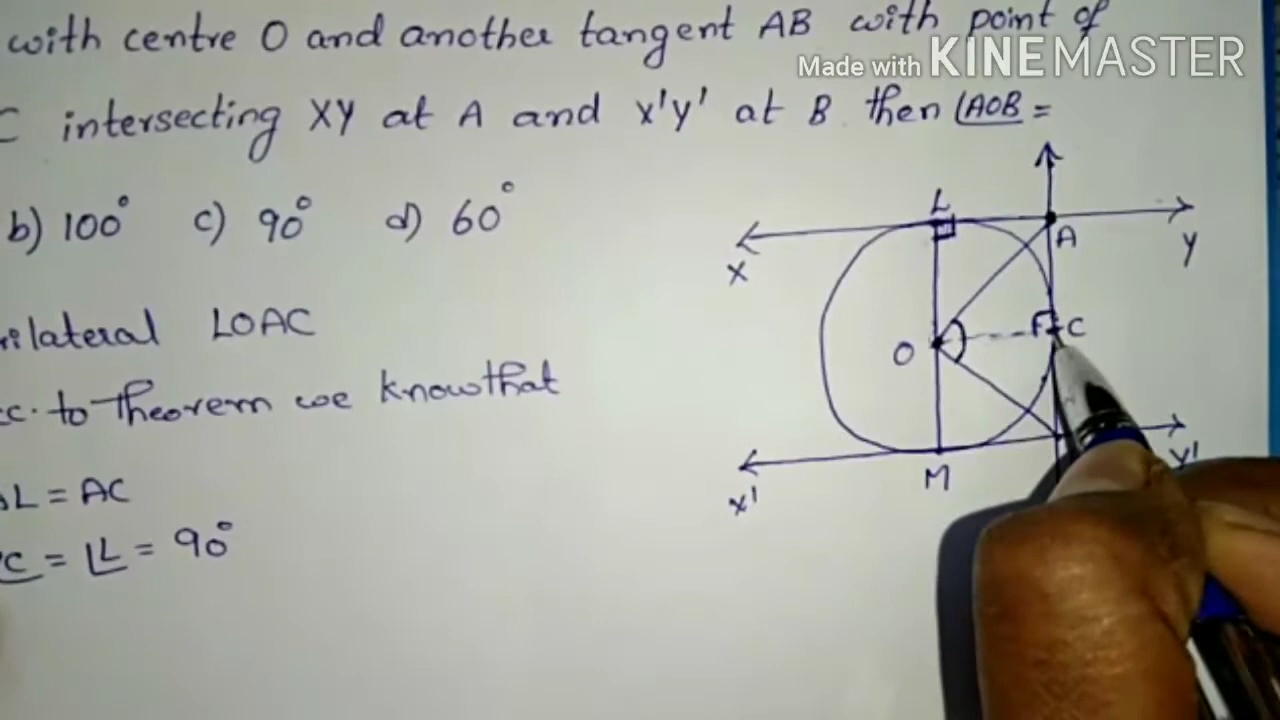 with centre O and another tangent AB with point of
Made with KINEMASTER
C intersecting XY at A and x'y' at B then ∠AOB =
b) 100° c) 90° d) 60°
LOAC
to Theorem we know that
L = AC
C = ∠L = 90°
L
A
X
Y
O
C
M
X'
Y'